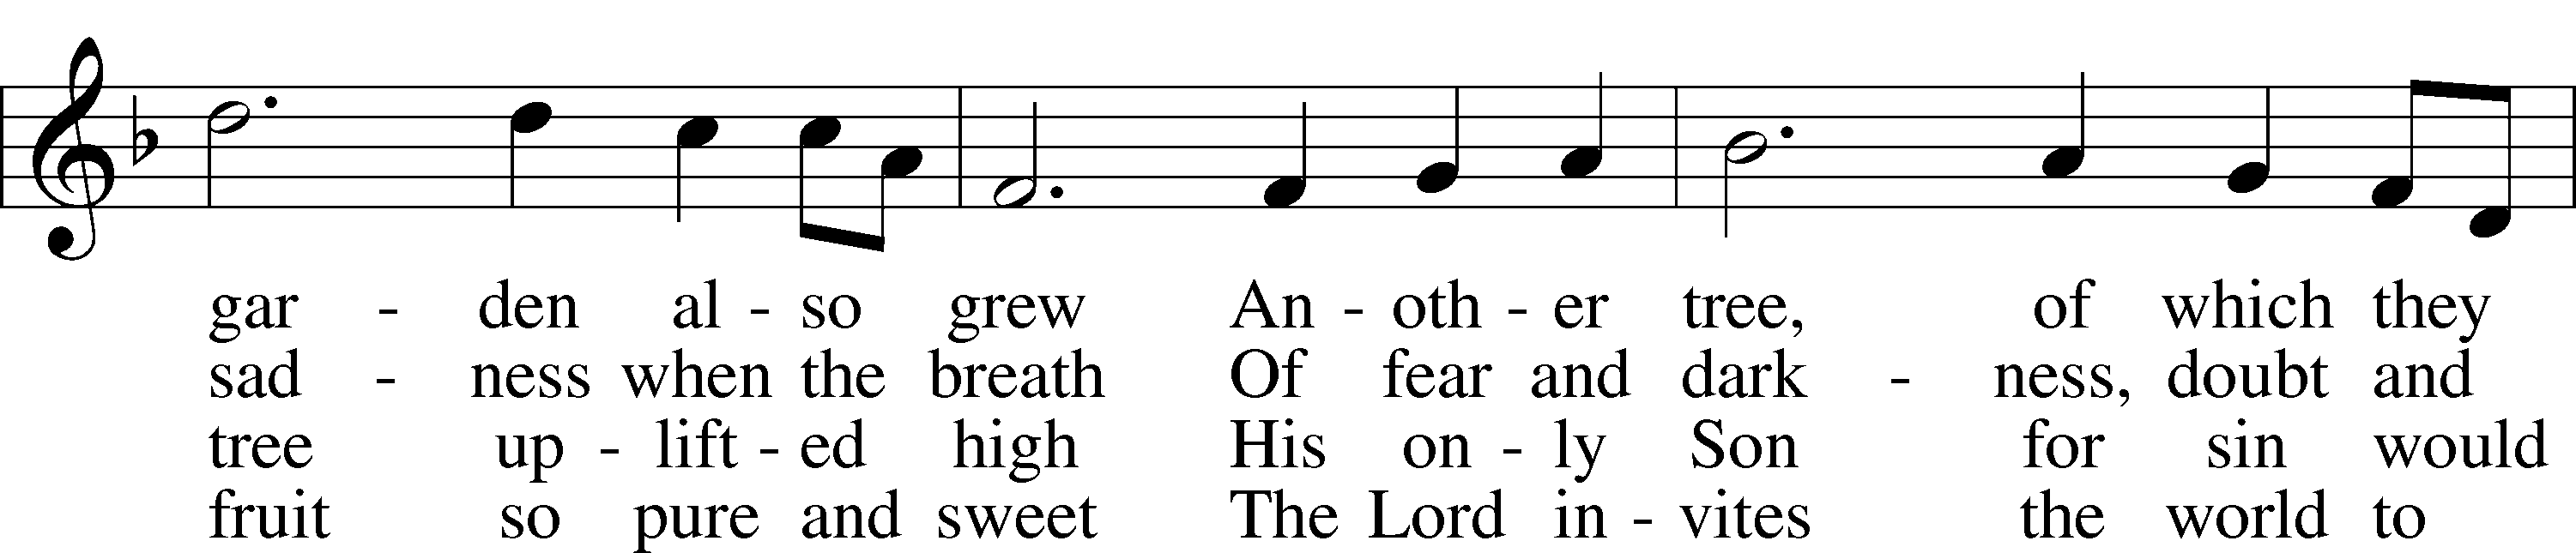 gar - den al - so grew An - oth - er tree, of which they
sad - ness when the breath Of fear and dark - ness, doubt and
tree up - lift - ed high His on - ly Son for sin would
fruit so pure and sweet The Lord in - vites the world to